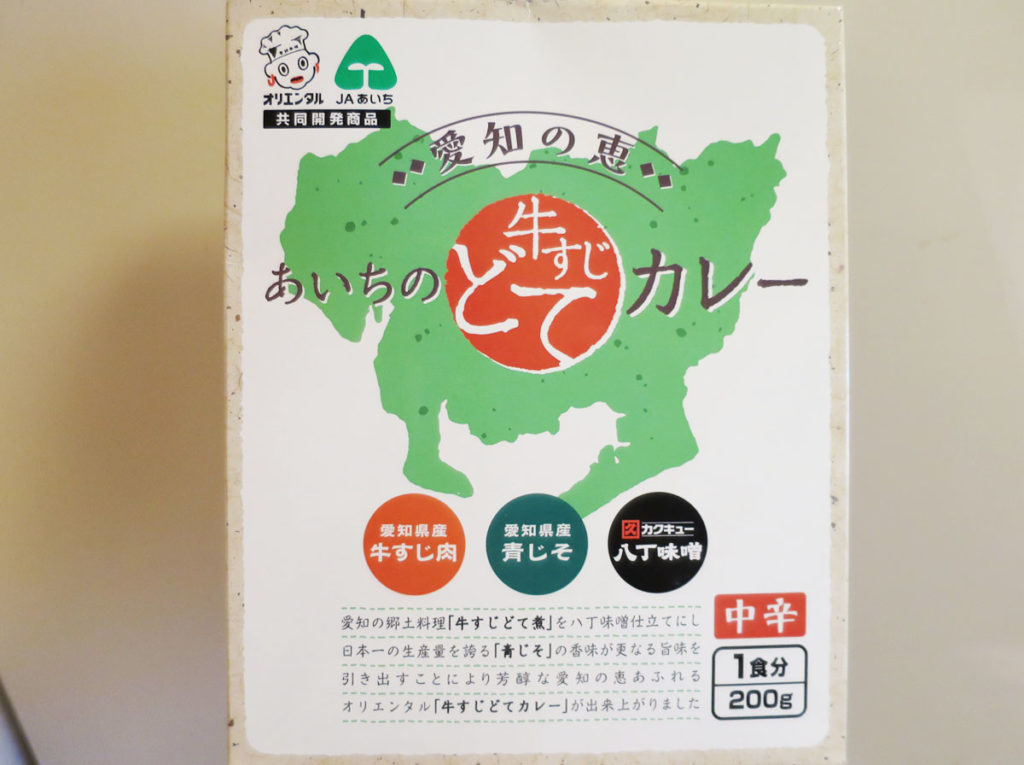 オリエンタル
JAあいち
共同開発商品
愛知の恵
あいちの
牛すじ
どて
カレー
愛知県産
牛すじ肉
愛知県産
青じそ
久 カクキュー
八丁味噌
愛知の郷土料理「牛すじどて煮」を八丁味噌仕立てにし
日本一の生産量を誇る「青じそ」の香味が更なる旨味を
引き出すことにより芳醇な愛知の恵あふれる
オリエンタル「牛すじどてカレー」が出来上がりました
中辛
1食分
200g